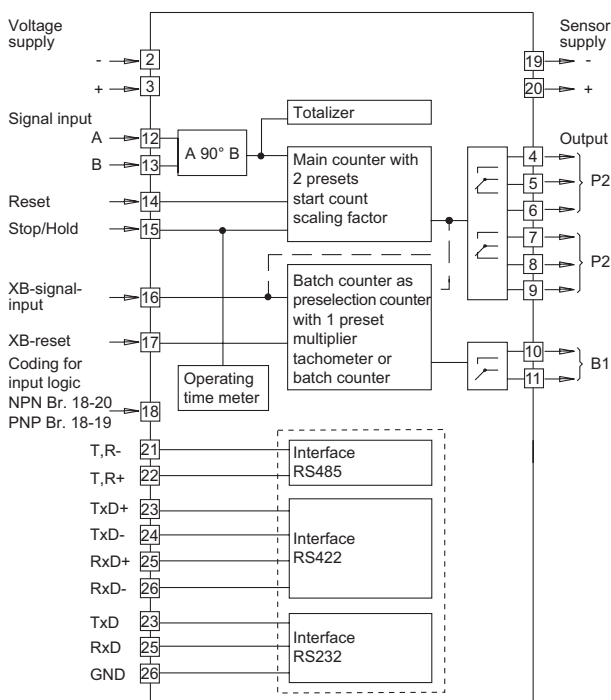 Voltage
supply
- 2
+ 3
Signal input
A 12
B 13
A 90° B
Reset 14
Stop/Hold 15
XB-signal-
input 16
XB-reset 17
Coding for
input logic
NPN Br. 18-20
PNP Br. 18-19
18
Totalizer
Main counter with
2 presets
start count
scaling factor
Batch counter as
preselection counter
with 1 preset
multiplier
tachometer or
batch counter
Operating
time meter
Sensor
supply
19 -
20 +
Output
4
5 P2
6
7
8 P2
9
10
11 B1
T,R- 21
T,R+ 22
Interface
RS485
TxD+ 23
TxD- 24
RxD+ 25
RxD- 26
Interface
RS422
TxD 23
RxD 25
GND 26
Interface
RS232